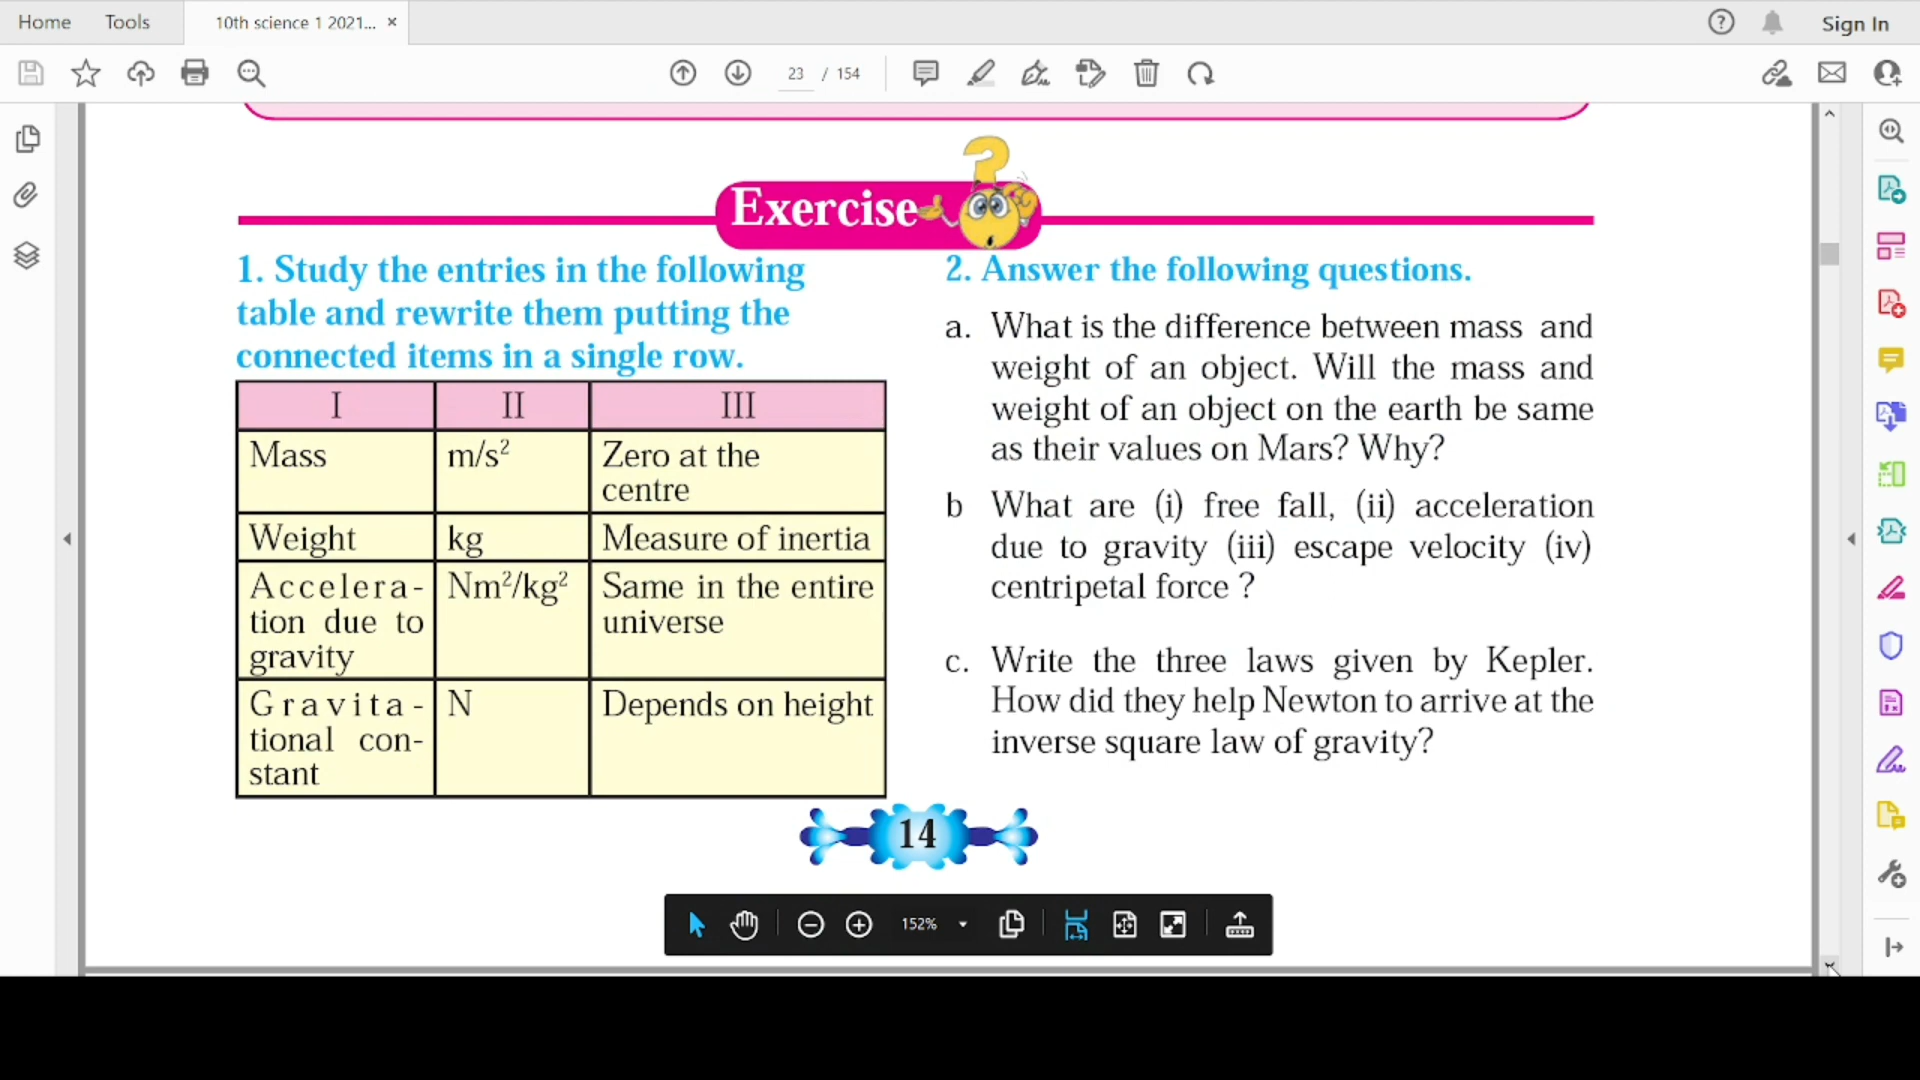 Home Tools 10th science 1 2021... × Sign In
23 / 154
Exercise
1. Study the entries in the following
table and rewrite them putting the
connected items in a single row.
I II III
Mass m/s² Zero at the
centre
Weight kg Measure of inertia
Accelera- Nm²/kg² Same in the entire
tion due to universe
gravity
Gravita- N Depends on height
tional con-
stant
2. Answer the following questions.
a. What is the difference between mass and
weight of an object. Will the mass and
weight of an object on the earth be same
as their values on Mars? Why?
b What are (i) free fall, (ii) acceleration
due to gravity (iii) escape velocity (iv)
centripetal force ?
c. Write the three laws given by Kepler.
How did they help Newton to arrive at the
inverse square law of gravity?
14
152%